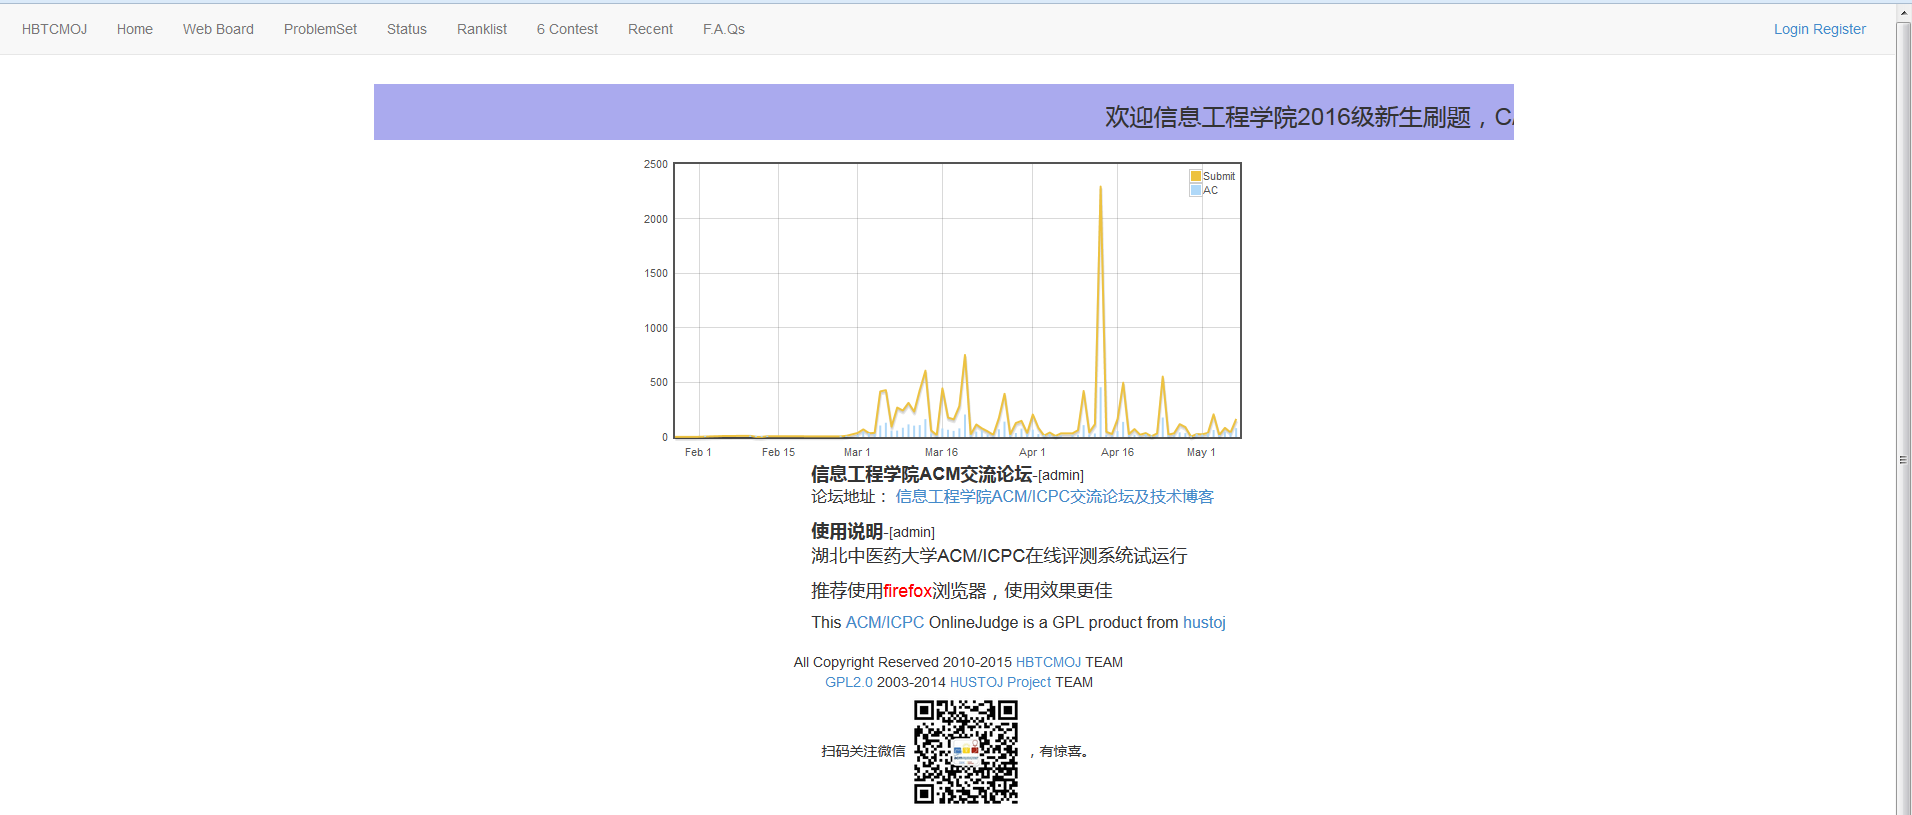 HBTCMOJ Home Web Board ProblemSet Status Ranklist 6 Contest Recent F.A.Qs Login Register
欢迎信息工程学院2016级新生刷题，C
2500
Submit
AC
2000
1500
1000
500
0
Feb 1 Feb 15 Mar 1 Mar 16 Apr 1 Apr 16 May 1
信息工程学院ACM交流论坛-[admin]
论坛地址： 信息工程学院ACM/ICPC交流论坛及技术博客
使用说明-[admin]
湖北中医药大学ACM/ICPC在线评测系统试运行
推荐使用firefox浏览器，使用效果更佳
This ACM/ICPC OnlineJudge is a GPL product from hustoj
All Copyright Reserved 2010-2015 HBTCMOJ TEAM
GPL2.0 2003-2014 HUSTOJ Project TEAM
扫码关注微信 ，有惊喜。